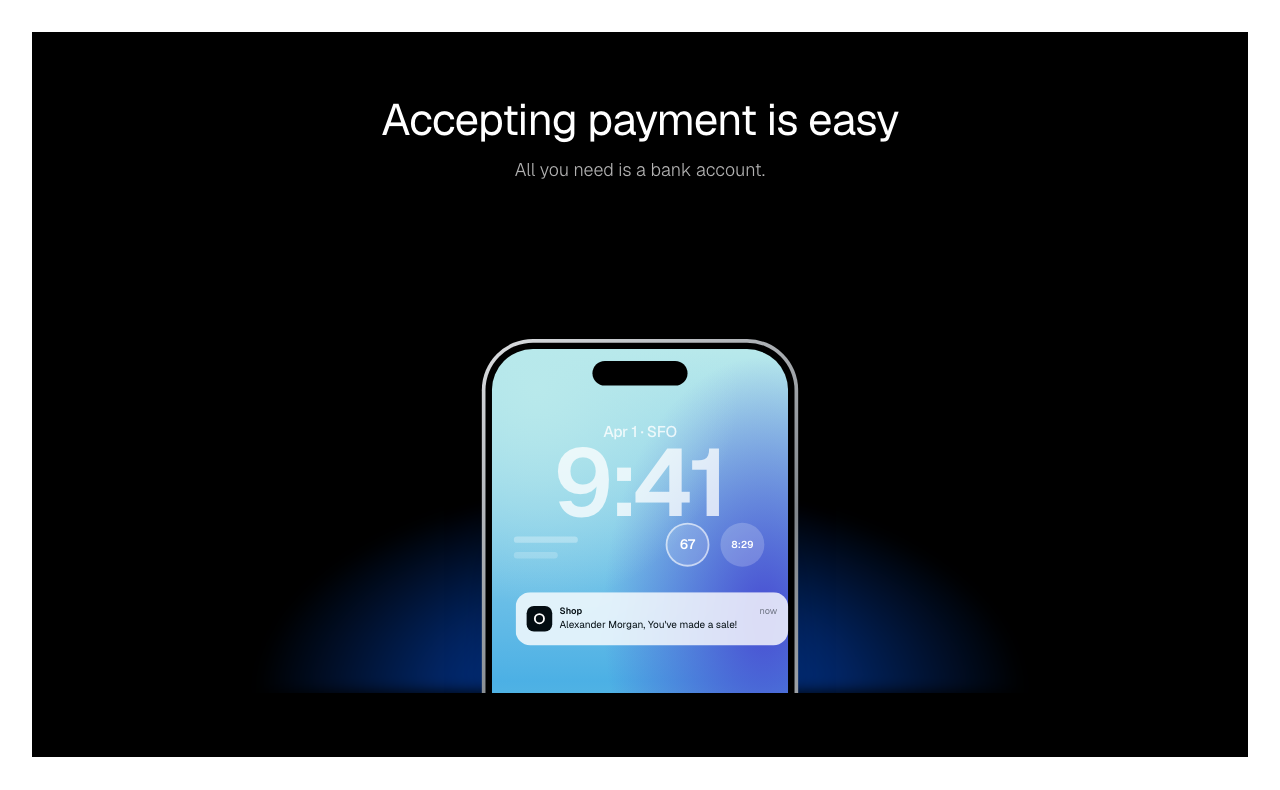 Accepting payment is easy
All you need is a bank account.
Apr 1 · SFO
9:41
67
8:29
Shop
now
Alexander Morgan, You've made a sale!